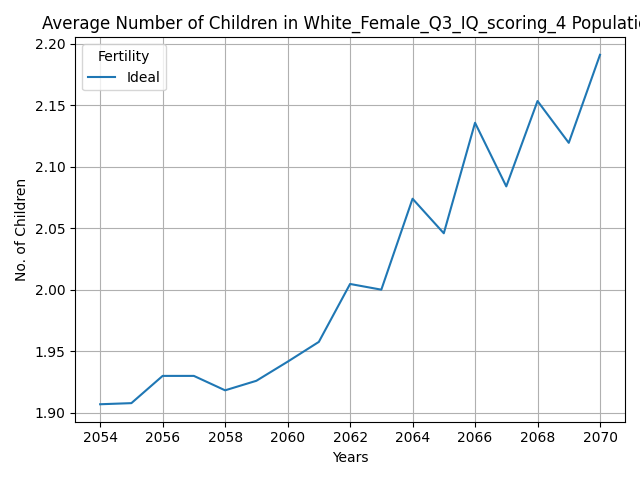 Average Number of Children in White_Female_Q3_IQ_scoring_4 Populatio
Fertility
Ideal
2.20
2.15
2.10
2.05
2.00
1.95
1.90
No. of Children
2054 2056 2058 2060 2062 2064 2066 2068 2070
Years